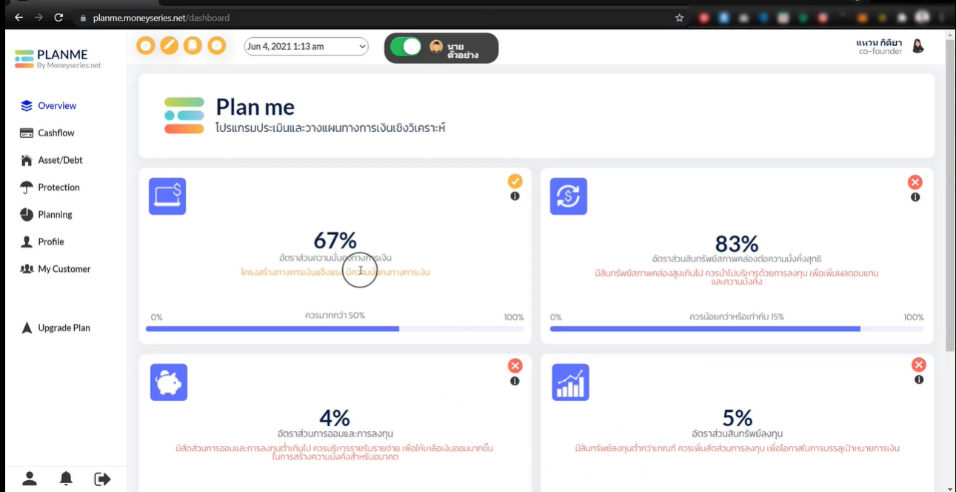 planme.moneyseries.net/dashboard
PLANME
By Moneyseries.net
Jun 4, 2021 1:13 am
นาย
ตัวอย่าง
แหวน กิติยา
co-founder
Overview
Cashflow
Asset/Debt
Protection
Planning
Profile
My Customer
Upgrade Plan
Plan me
โปรแกรมประเมินและวางแผนทางการเงินเชิงวิเคราะห์
67%
อัตราส่วนความมั่นคงทางการเงิน
โครงสร้างทางการเงินแข็งแรง มีความมั่นคงทางการเงิน
0%
ควรมากกว่า 50%
100%
83%
อัตราส่วนสินทรัพย์สภาพคล่องต่อความมั่งคั่งสุทธิ
มีสินทรัพย์สภาพคล่องสูงเกินไป ควรนำไปบริหารด้วยการลงทุน เพื่อเพิ่มผลตอบแทน
และความมั่งคั่ง
0%
ควรน้อยกว่าหรือเท่ากับ 15%
100%
4%
อัตราส่วนการออมและการลงทุน
มีสัดส่วนการออมและการลงทุนต่ำเกินไป ควรบริหารรายรับรายจ่าย เพื่อให้เหลือเงินออมมากขึ้น
ในการสร้างความมั่งคั่งสำหรับอนาคต
5%
อัตราส่วนสินทรัพย์ลงทุน
มีสินทรัพย์ลงทุนต่ำกว่าเกณฑ์ ควรเพิ่มสัดส่วนการลงทุน เพื่อโอกาสในการบรรลุเป้าหมายการเงิน